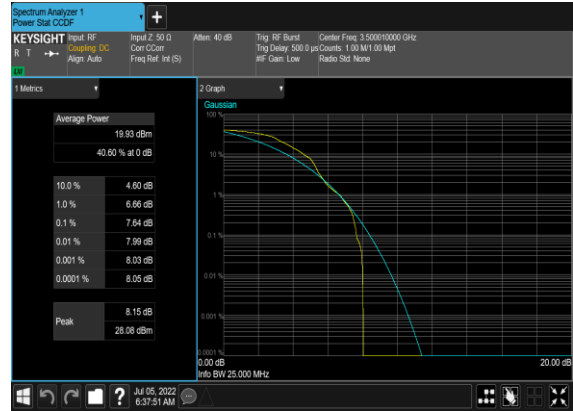 Spectrum Analyzer 1
Power Stat CCDF
KEYSIGHT
R T
LXI
Input: RF
Coupling: DC
Align: Auto
Input Z: 50 Ω
Corr CCorr
Freq Ref: Int (S)
Atten: 40 dB
Trig: RF Burst
Trig Delay: 500.0 µs
#IF Gain: Low
Center Freq: 3.500010000 GHz
Counts: 1.00 M/1.00 Mpt
Radio Std: None
1 Metrics
Average Power
19.93 dBm
40.60 % at 0 dB
10.0 % 4.60 dB
1.0 % 6.66 dB
0.1 % 7.64 dB
0.01 % 7.99 dB
0.001 % 8.03 dB
0.0001 % 8.05 dB
Peak
8.15 dB
28.08 dBm
2 Graph
Gaussian
100 %
10 %
1 %
0.1 %
0.01 %
0.001 %
0.0001 %
0.00 dB 20.00 dB
Info BW 25.000 MHz
?
Jul 05, 2022
6:37:51 AM